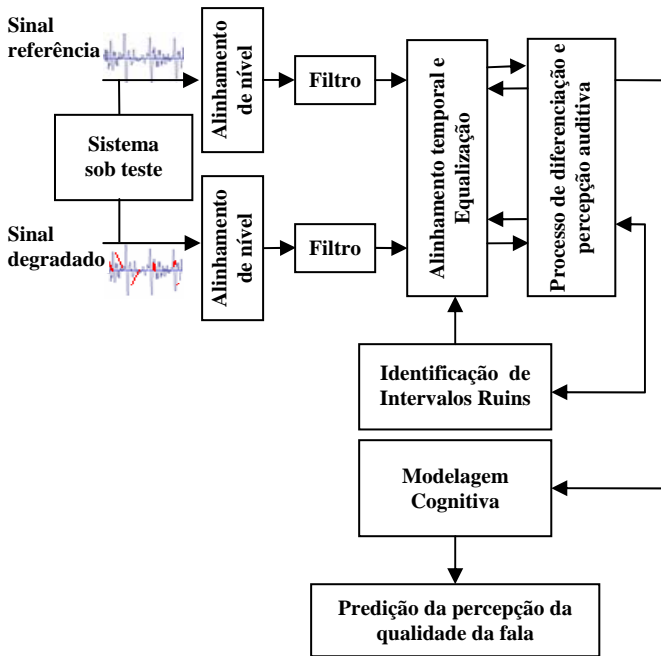 Sinal
referência
Alinhamento
de nível
Filtro
Alinhamento temporal e
Equalização
Processo de diferenciação e
percepção auditiva
Sistema
sob teste
Sinal
degradado
Alinhamento
de nível
Filtro
Identificação de
Intervalos Ruins
Modelagem
Cognitiva
Predição da percepção da
qualidade da fala